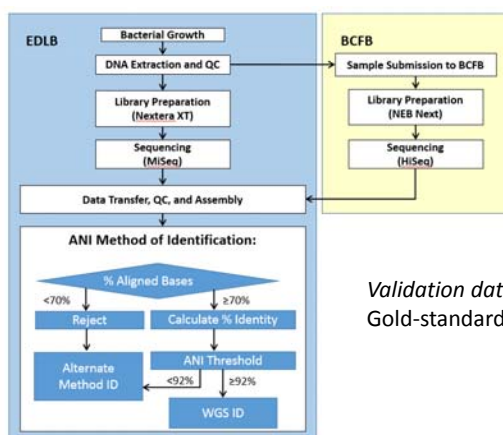 EDLB
BCFB
Bacterial Growth
DNA Extraction and QC
Sample Submission to BCFB
Library Preparation
(Nextera XT)
Library Preparation
(NEB Next)
Sequencing
(MiSeq)
Sequencing
(HiSeq)
Data Transfer, QC, and Assembly
ANI Method of Identification:
% Aligned Bases
<70%
≥70%
Reject
Calculate % Identity
Alternate
Method ID
ANI Threshold
<92%
≥92%
WGS ID
Validation dat
Gold-standard